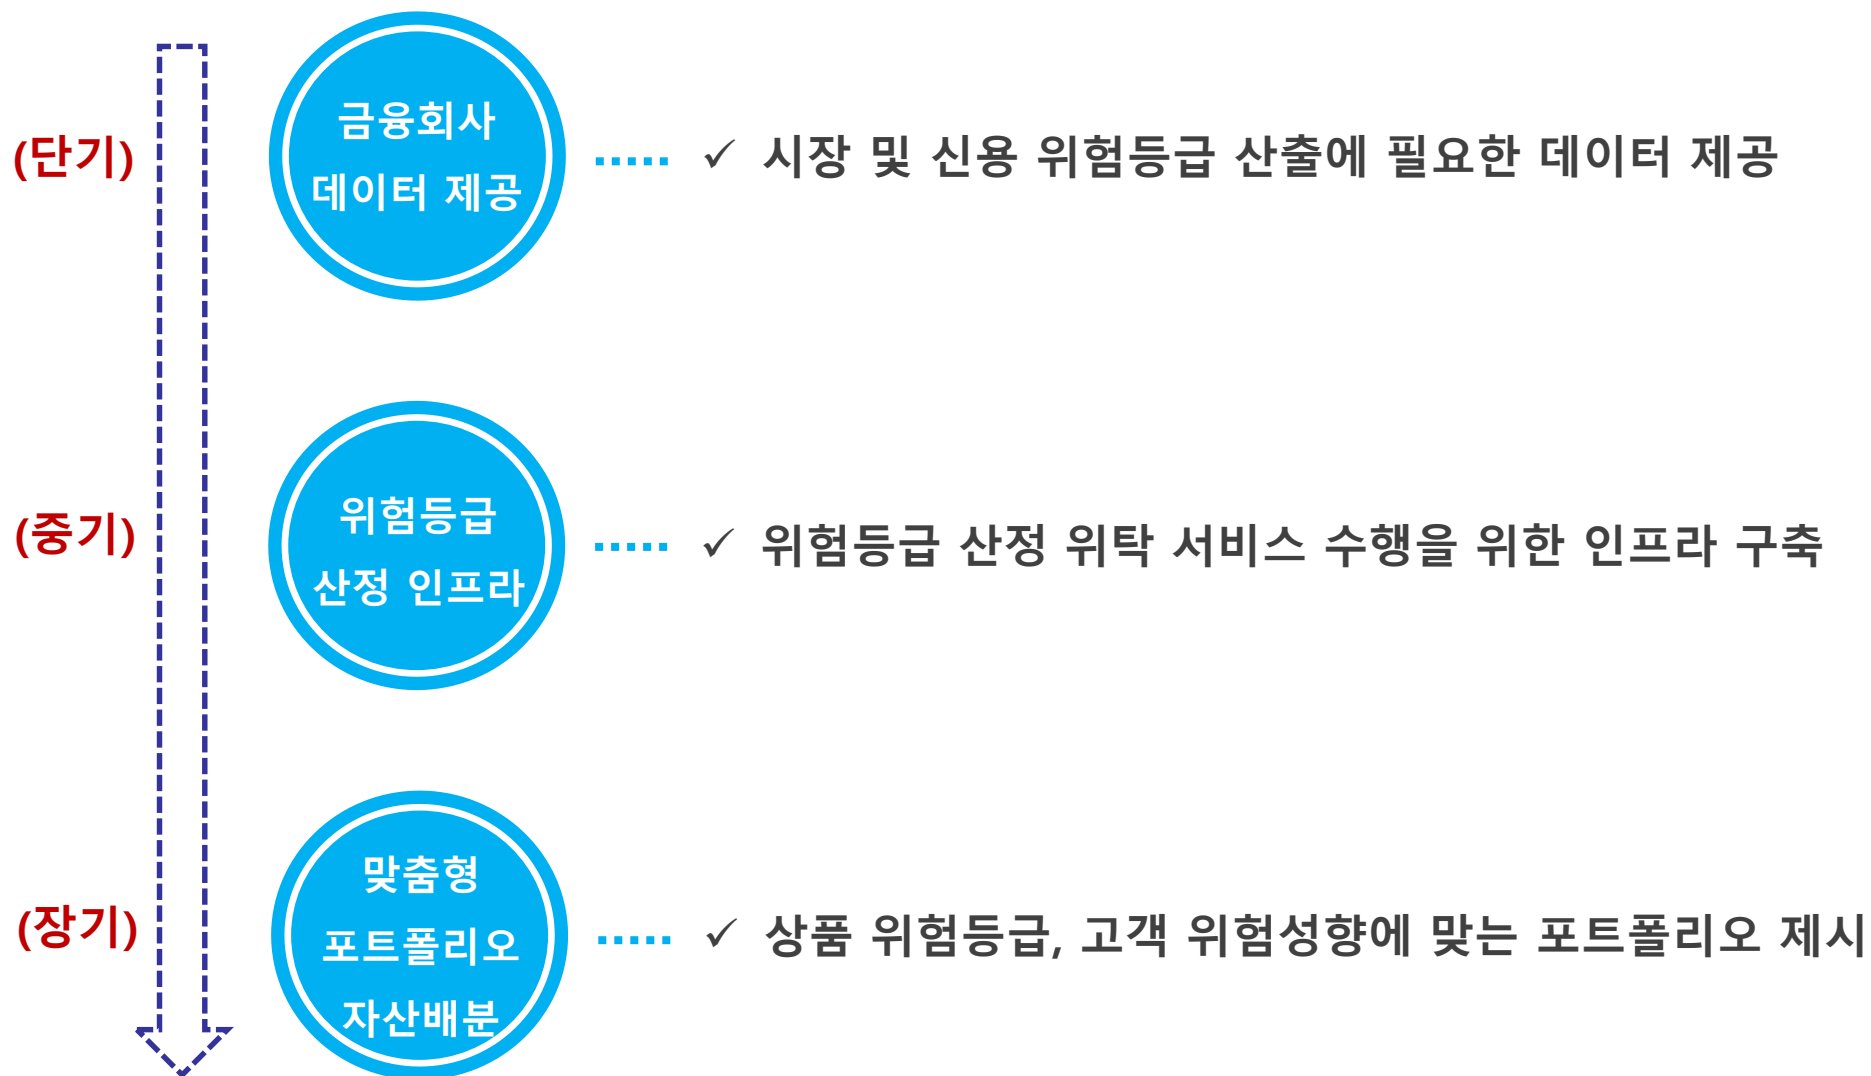 (단기)
금융회사
데이터 제공
✓ 시장 및 신용 위험등급 산출에 필요한 데이터 제공
(중기)
위험등급
산정 인프라
✓ 위험등급 산정 위탁 서비스 수행을 위한 인프라 구축
(장기)
맞춤형
포트폴리오
자산배분
✓ 상품 위험등급, 고객 위험성향에 맞는 포트폴리오 제시